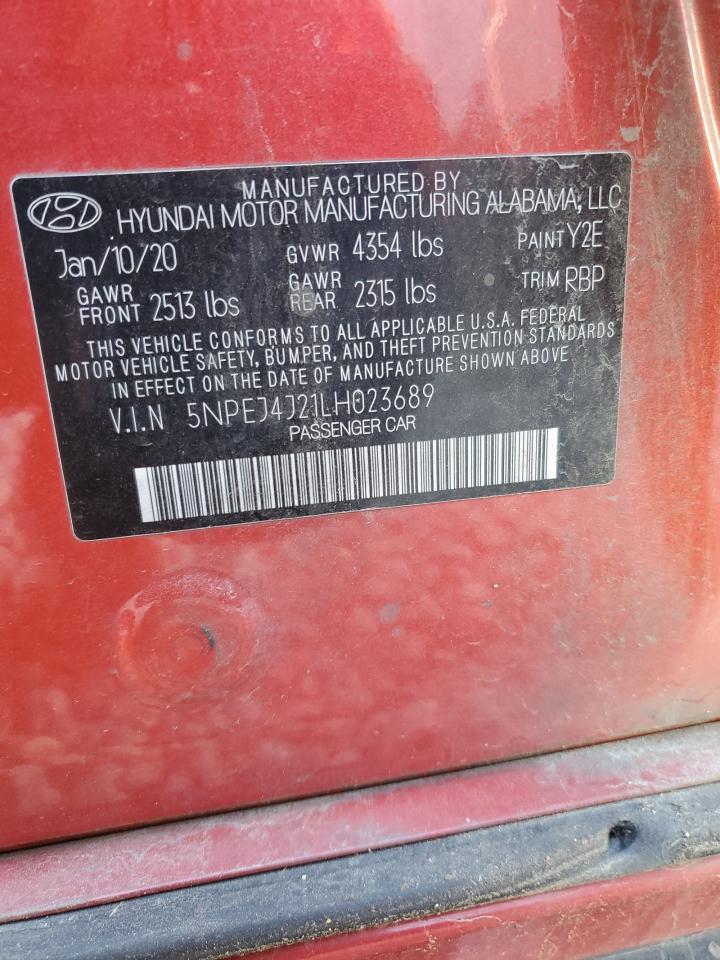 MANUFACTURED BY
HYUNDAI MOTOR MANUFACTURING ALABAMA, LLC
Jan/10/20 GVWR 4354 lbs PAINT Y2E
GAWR FRONT 2513 lbs GAWR REAR 2315 lbs TRIM RBP
THIS VEHICLE CONFORMS TO ALL APPLICABLE U.S.A. FEDERAL
MOTOR VEHICLE SAFETY, BUMPER, AND THEFT PREVENTION STANDARDS
IN EFFECT ON THE DATE OF MANUFACTURE SHOWN ABOVE
V.I.N 5NPEJ4J21LH023689
PASSENGER CAR